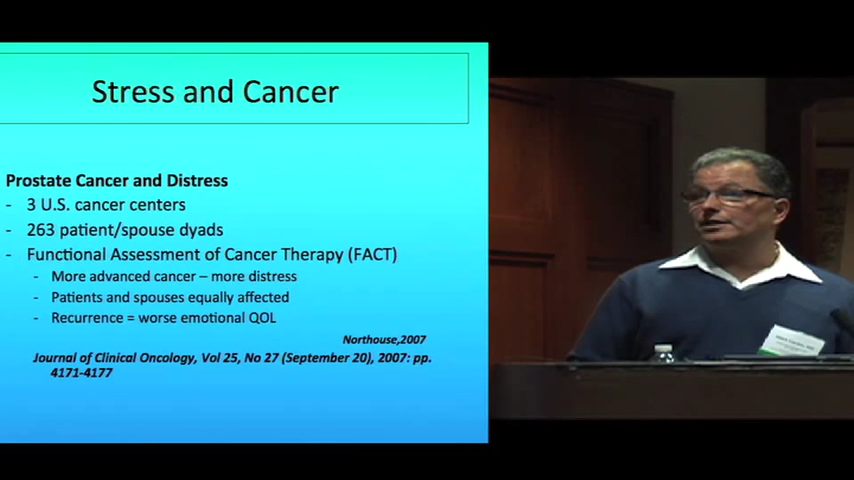 Stress and Cancer
Prostate Cancer and Distress
- 3 U.S. cancer centers
- 263 patient/spouse dyads
- Functional Assessment of Cancer Therapy (FACT)
- More advanced cancer – more distress
- Patients and spouses equally affected
- Recurrence = worse emotional QOL
Northouse,2007
Journal of Clinical Oncology, Vol 25, No 27 (September 20), 2007: pp.
4171-4177